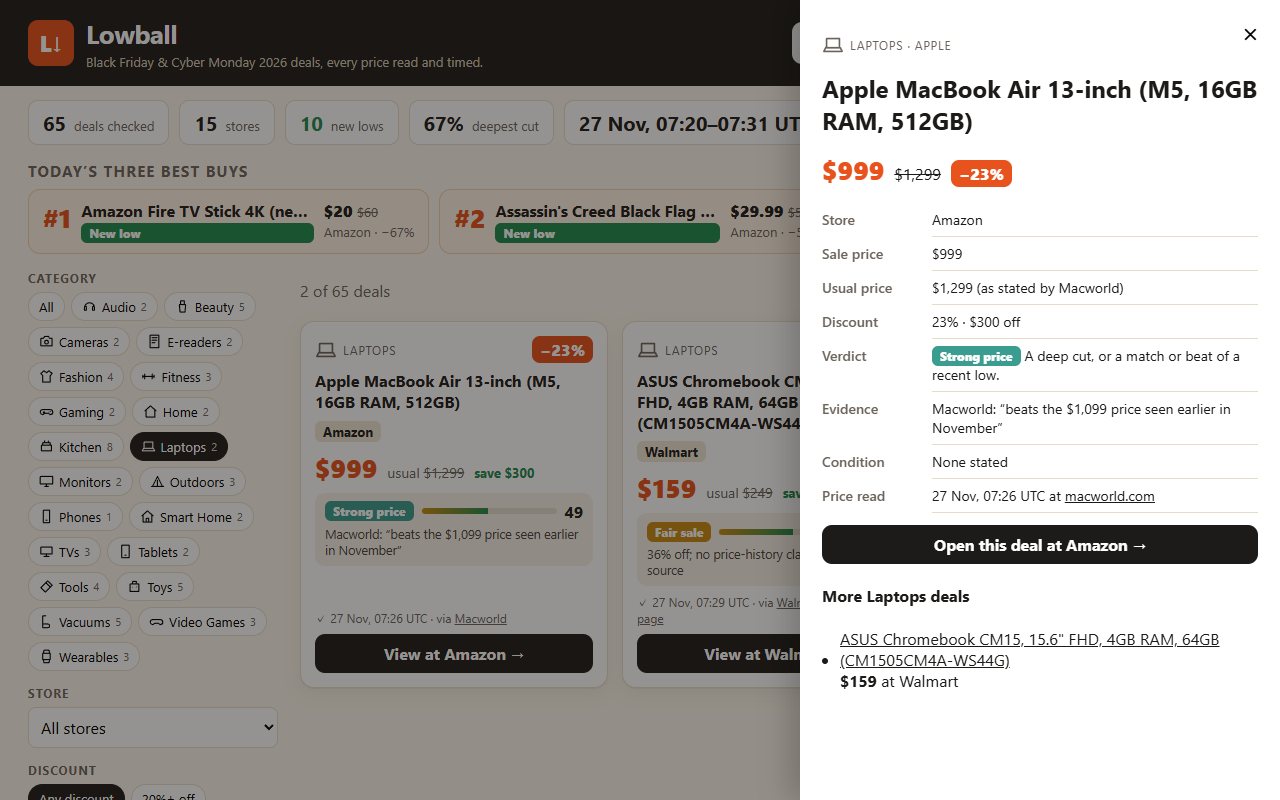 L↓
Lowball
Black Friday & Cyber Monday 2026 deals, every price read and timed.
65 deals checked
15 stores
10 new lows
67% deepest cut
27 Nov, 07:20–07:31 UT
TODAY'S THREE BEST BUYS
#1 Amazon Fire TV Stick 4K (ne... $20 $60
New low Amazon · −67%
#2 Assassin's Creed Black Flag ... $29.99
New low Amazon ·
CATEGORY
All Audio 2 Beauty 5
Cameras 2 E-readers 2
Fashion 4 Fitness 3
Gaming 2 Home 2
Kitchen 8 Laptops 2
Monitors 2 Outdoors 3
Phones 1 Smart Home 2
TVs 3 Tablets 2
Tools 4 Toys 5
Vacuums 5 Video Games 3
Wearables 3
STORE
All stores
DISCOUNT
Any discount 20%+ off
2 of 65 deals
LAPTOPS −23%
Apple MacBook Air 13-inch (M5,
16GB RAM, 512GB)
Amazon
$999 usual $1,299 save $300
Strong price 49
Macworld: “beats the $1,099 price seen earlier
in November”
✓ 27 Nov, 07:26 UTC · via Macworld
View at Amazon →
LAPTOPS
ASUS Chromebook CM
FHD, 4GB RAM, 64GB
(CM1505CM4A-WS44
Walmart
$159 usual $249 sav
Fair sale
36% off; no price-history cla
source
✓ 27 Nov, 07:29 UTC · via Waln
page
View at Waln
LAPTOPS · APPLE
×
Apple MacBook Air 13-inch (M5, 16GB
RAM, 512GB)
$999 $1,299 −23%
Store Amazon
Sale price $999
Usual price $1,299 (as stated by Macworld)
Discount 23% · $300 off
Verdict Strong price A deep cut, or a match or beat of a
recent low.
Evidence Macworld: “beats the $1,099 price seen earlier in
November”
Condition None stated
Price read 27 Nov, 07:26 UTC at macworld.com
Open this deal at Amazon →
More Laptops deals
• ASUS Chromebook CM15, 15.6" FHD, 4GB RAM, 64GB
(CM1505CM4A-WS44G)
$159 at Walmart